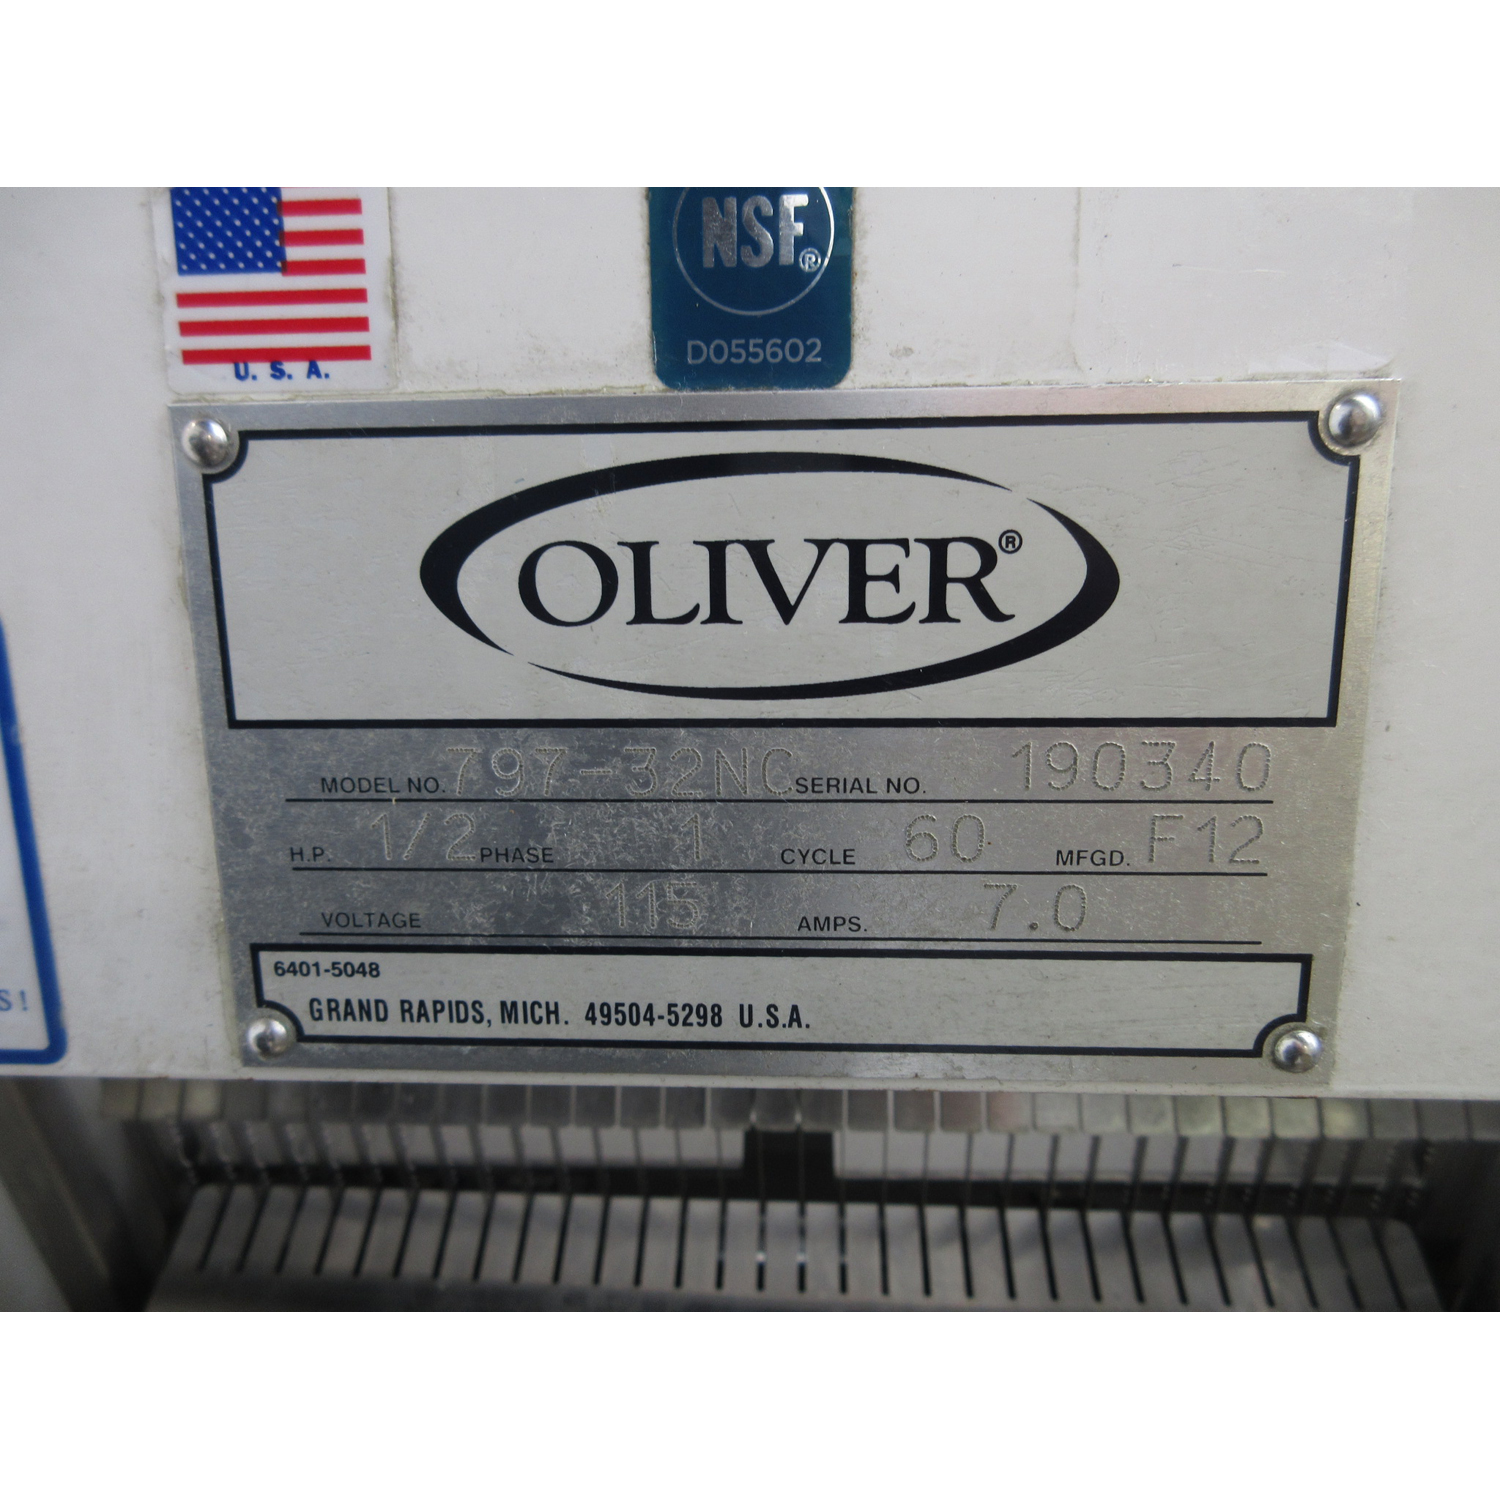 U. S. A.
NSF®
D055602
OLIVER®
MODEL NO. 797-32NC SERIAL NO. 190340
H.P. 1/2 PHASE 1 CYCLE 60 MFGD. F12
VOLTAGE 115 AMPS. 7.0
6401-5048
GRAND RAPIDS, MICH. 49504-5298 U.S.A.
S!